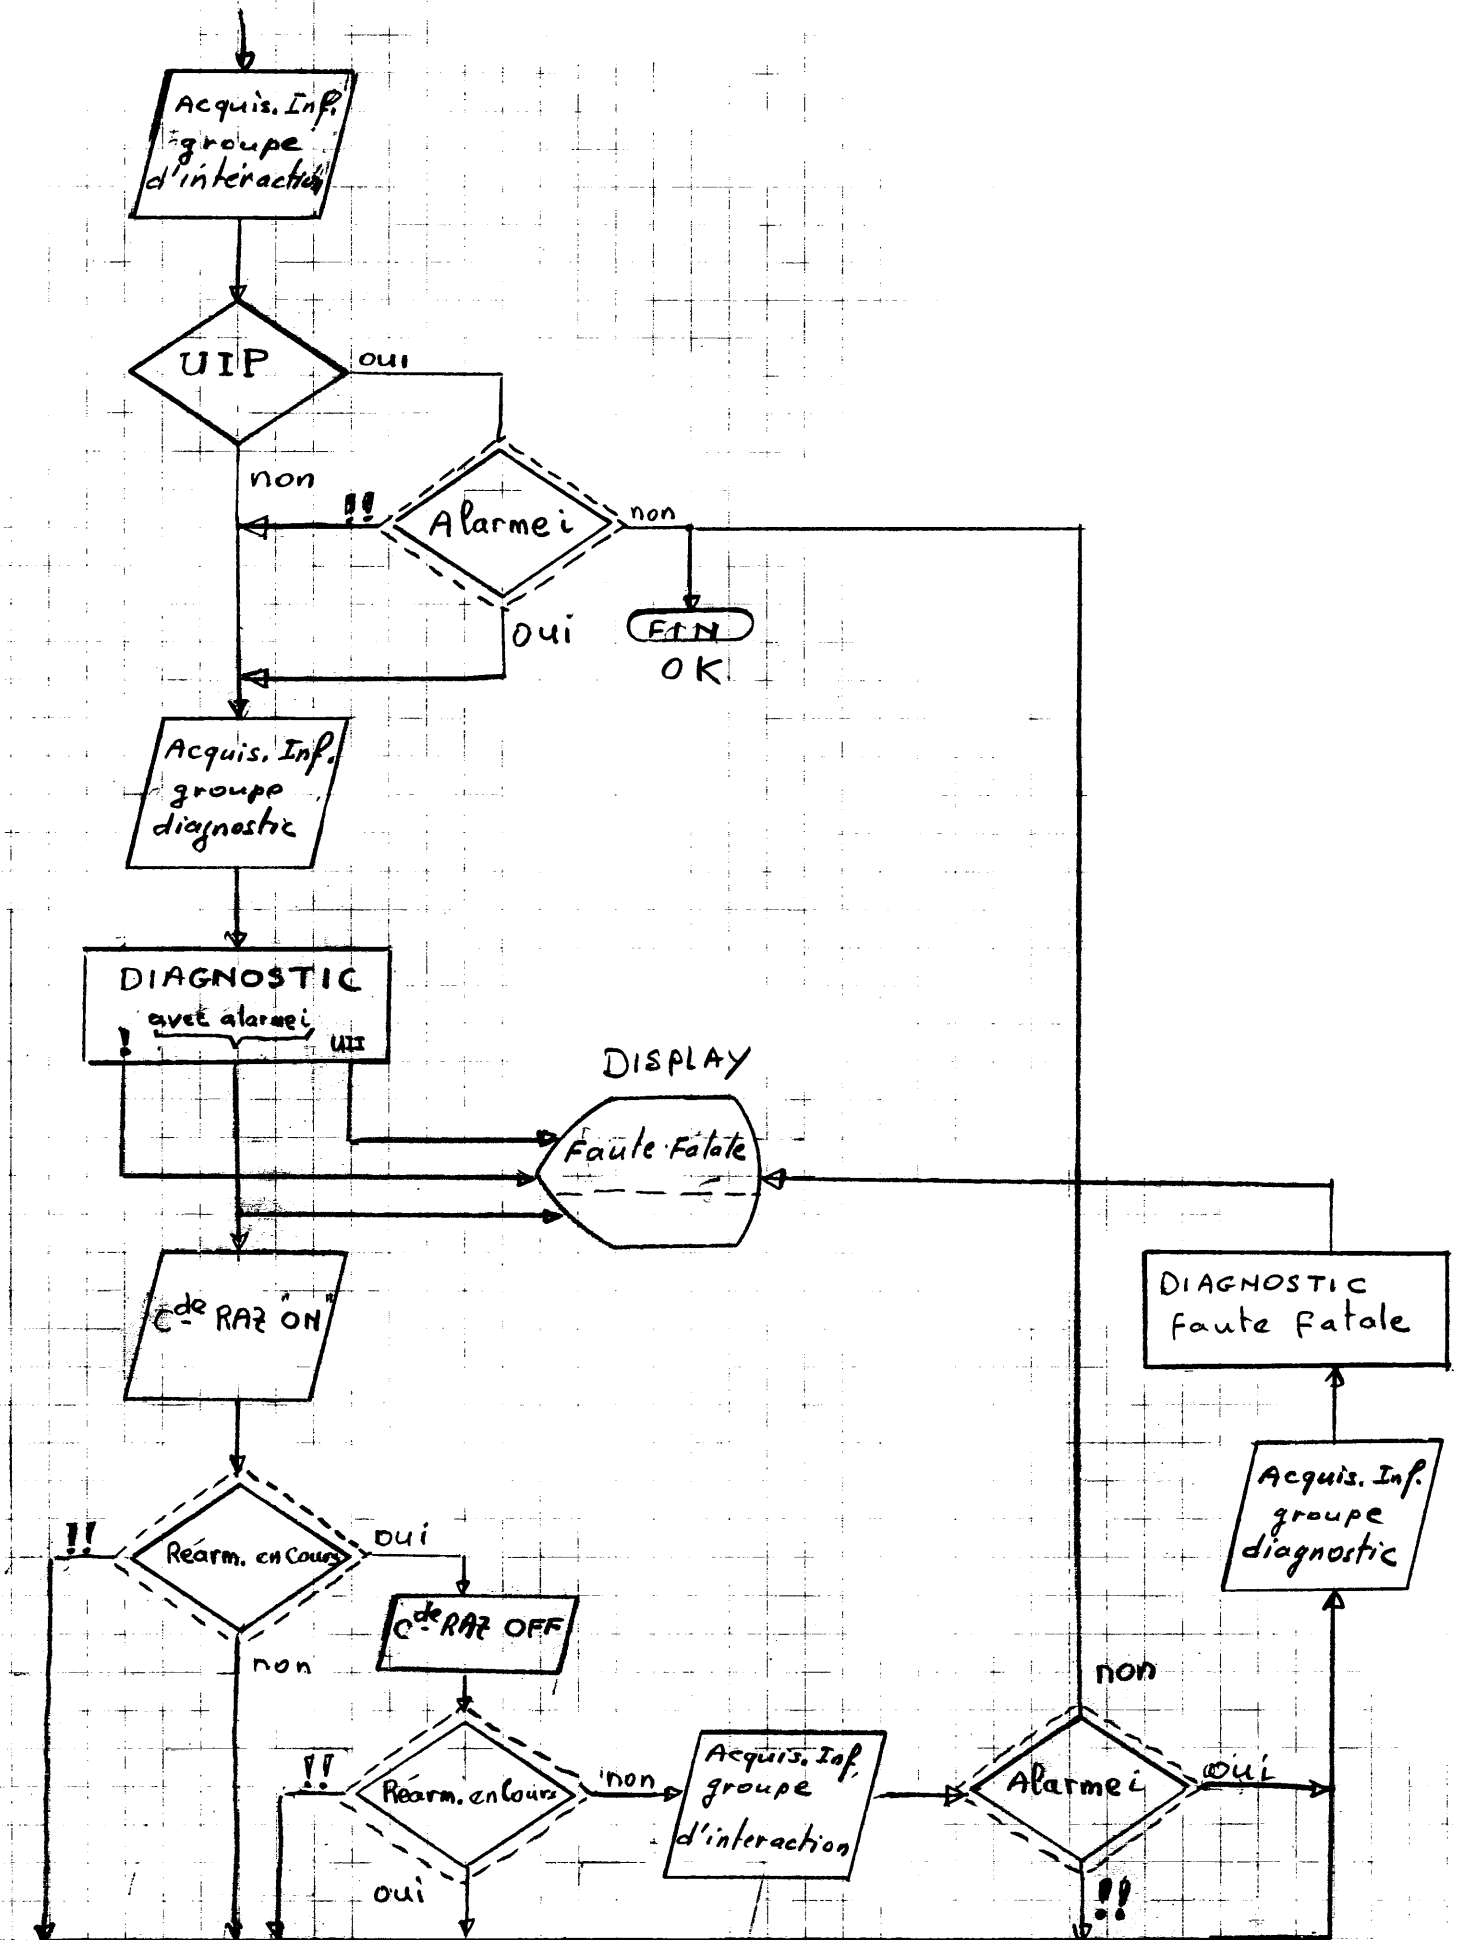 Acquis. Inf.
groupe
d'intéraction
UIP
oui
non
!!
Alarme i
non
oui
FIN
OK
Acquis. Inf.
groupe
diagnostic
DIAGNOSTIC
avec alarme i
!
UII
DISPLAY
Faute Fatale
Cde RAZ "ON"
DIAGNOSTIC
Faute Fatale
Acquis. Inf.
groupe
diagnostic
!!
Réarm. en Cours
oui
non
Cde RAZ OFF
!!
Réarm. en Cours
non
oui
Acquis. Inf.
groupe
d'interaction
non
Alarme i
oui
!!